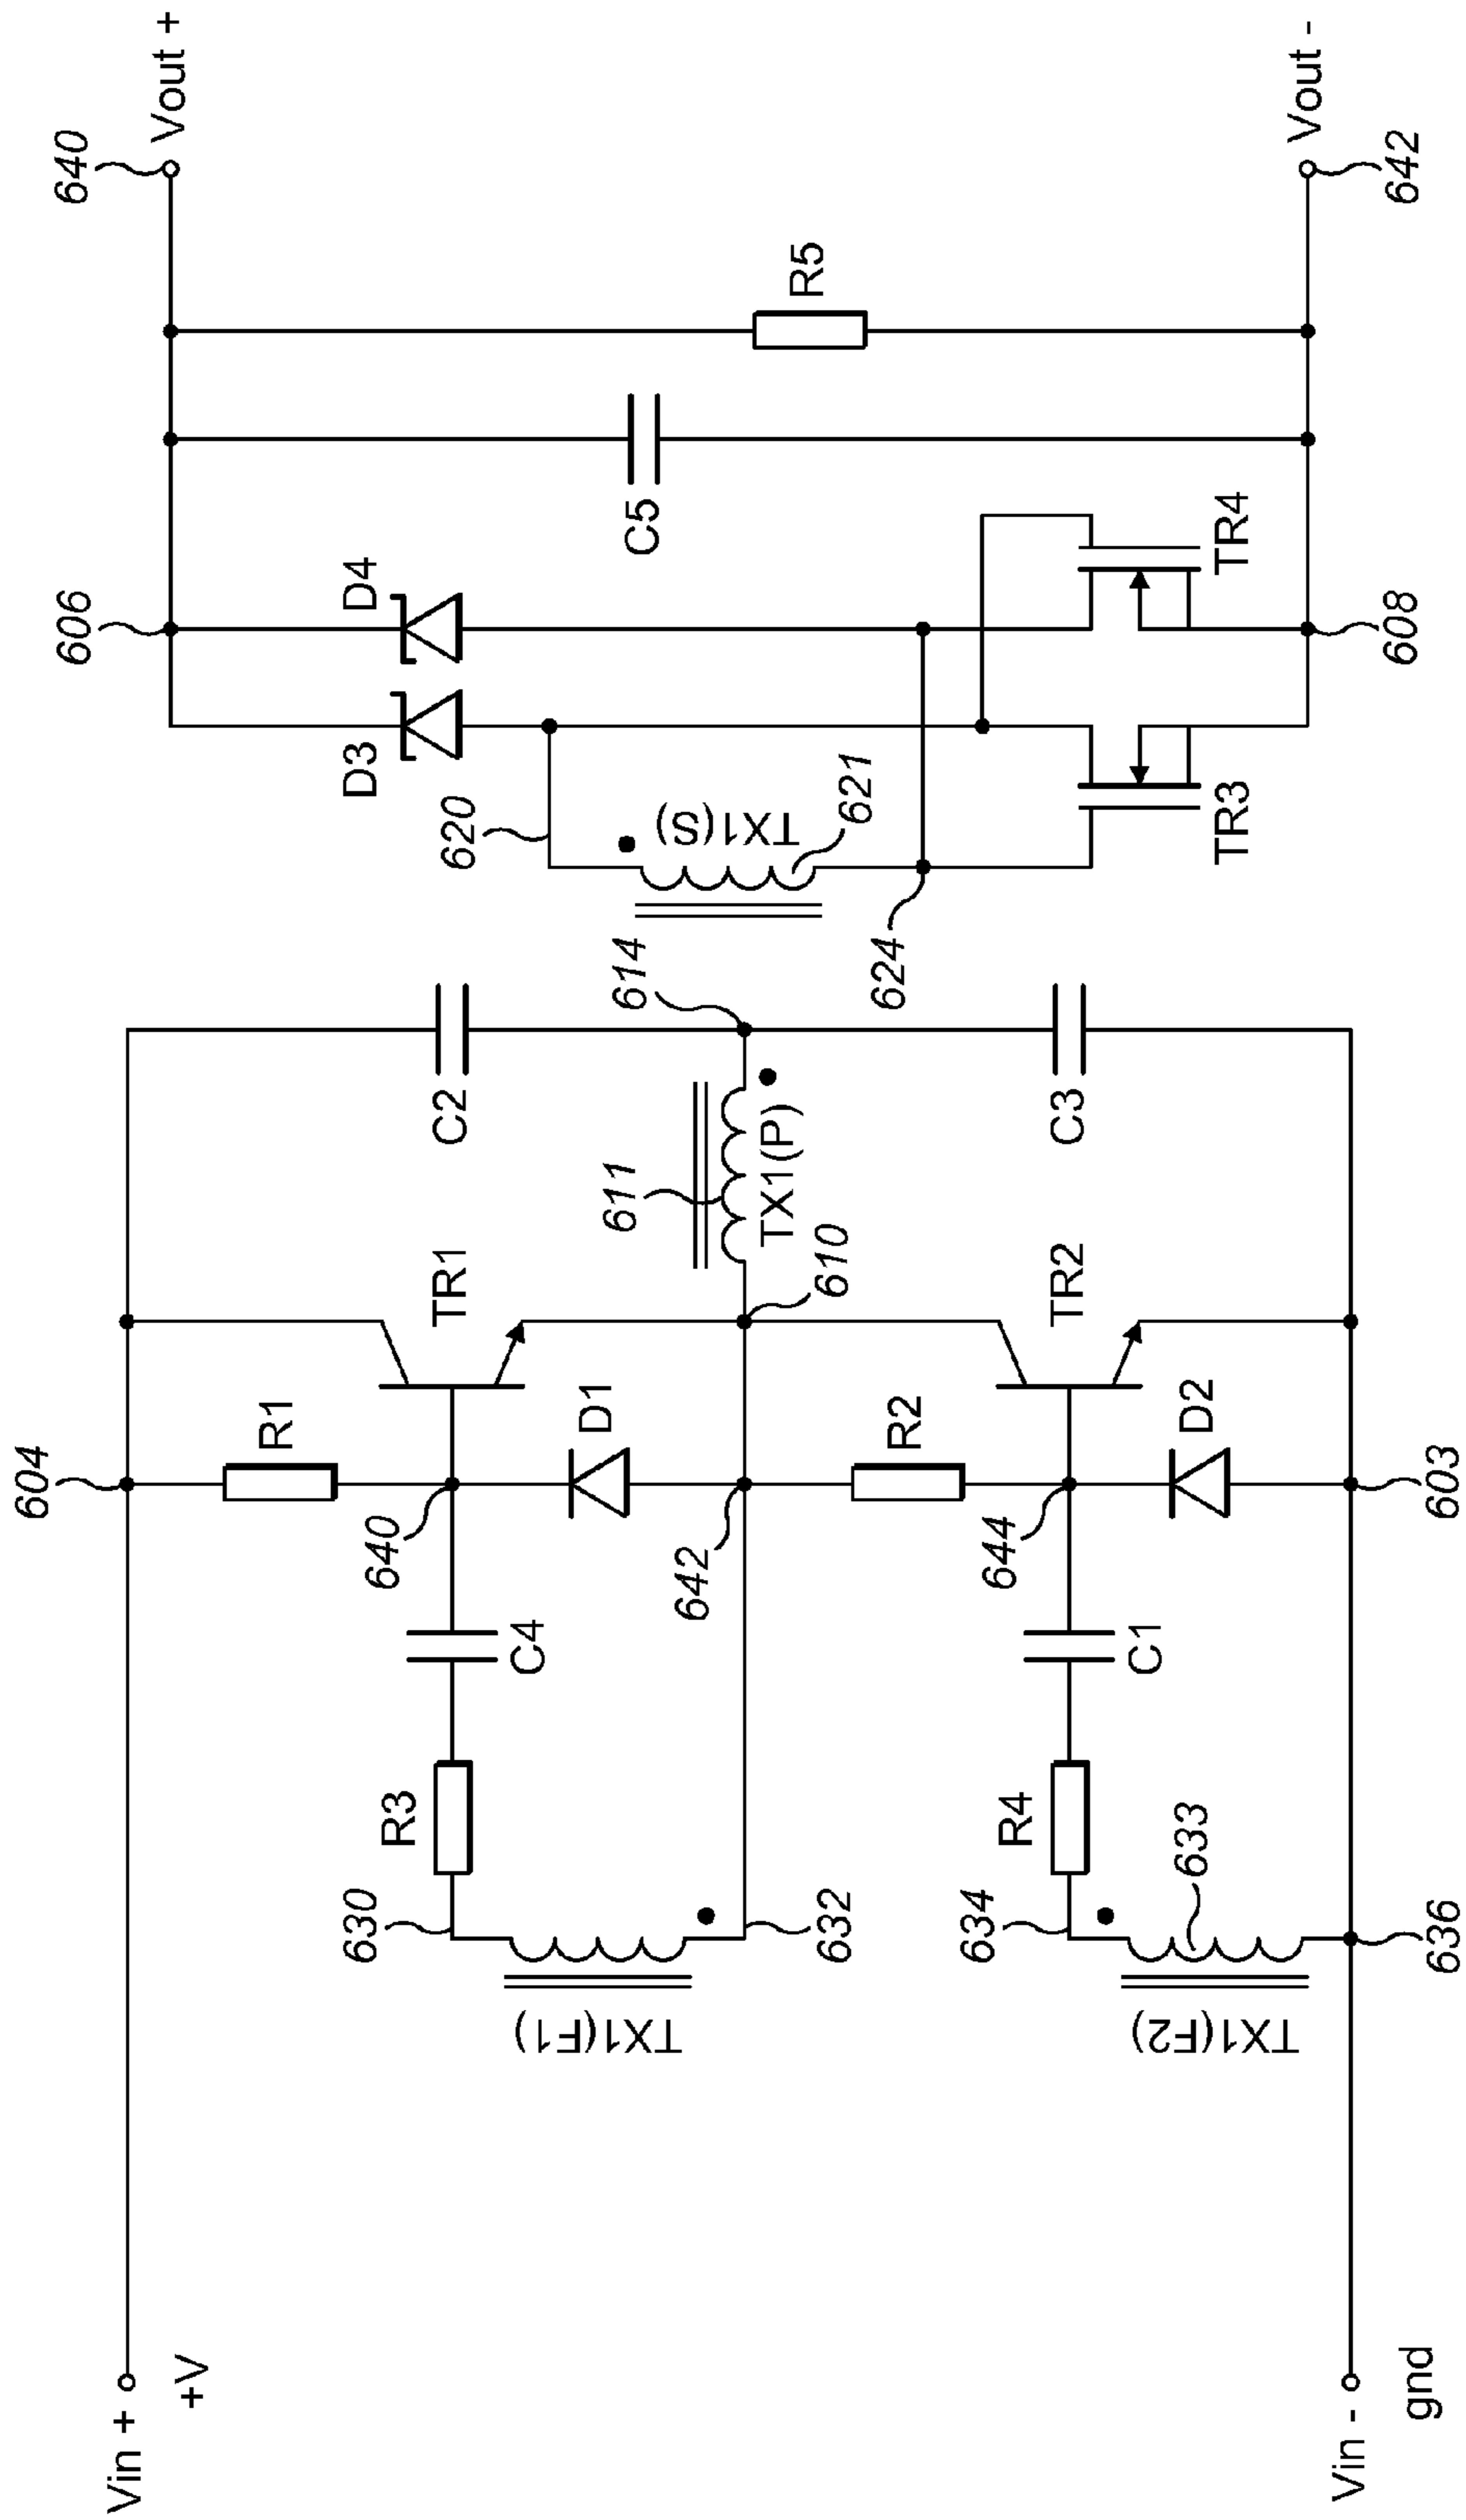 Vin +
+V
604
R1
TR1
C2
606
640
Vout +
D3
D4
630
R3
640
C4
D1
TX1(F1)
632
642
610
611
TX1(P)
614
620
TX1(S)
621
624
C5
R5
R2
TR2
C3
634
R4
644
C1
D2
633
TX1(F2)
636
603
TR3
TR4
608
642
Vout -
Vin -
gnd